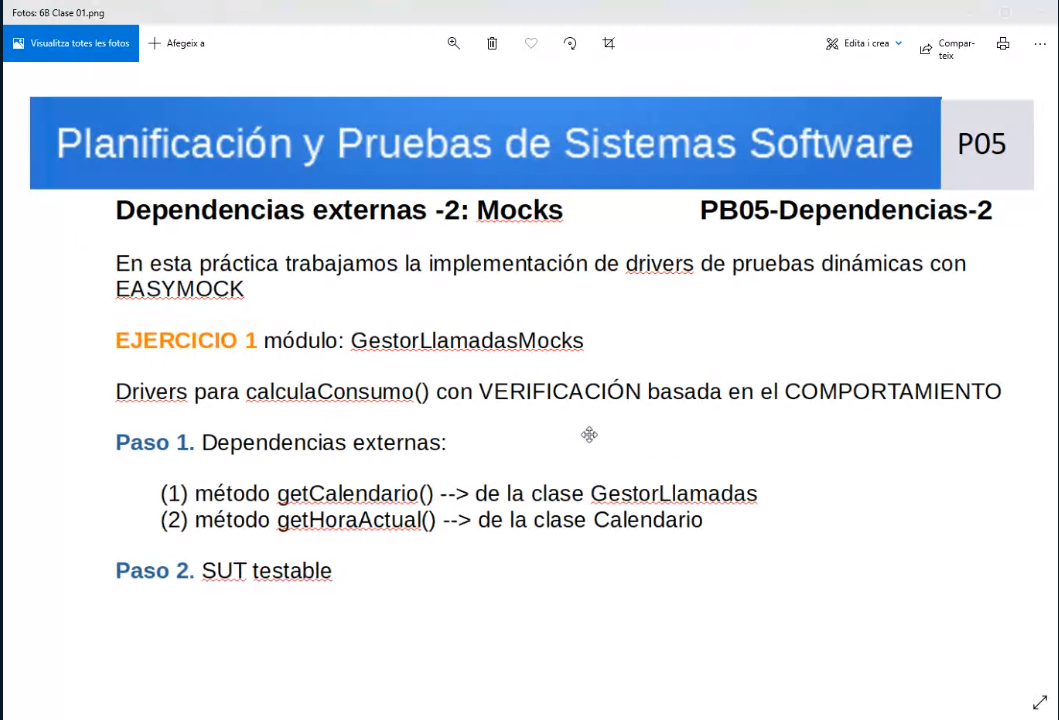 Fotos: 6B Clase 01.png
Visualitza totes les fotos
Afegeix a
Edita i crea
Compar-
teix
Planificación y Pruebas de Sistemas Software
P05
Dependencias externas -2: Mocks PB05-Dependencias-2
En esta práctica trabajamos la implementación de drivers de pruebas dinámicas con
EASYMOCK
EJERCICIO 1 módulo: GestorLlamadasMocks
Drivers para calculaConsumo() con VERIFICACIÓN basada en el COMPORTAMIENTO
Paso 1. Dependencias externas:
(1) método getCalendario() --> de la clase GestorLlamadas
(2) método getHoraActual() --> de la clase Calendario
Paso 2. SUT testable